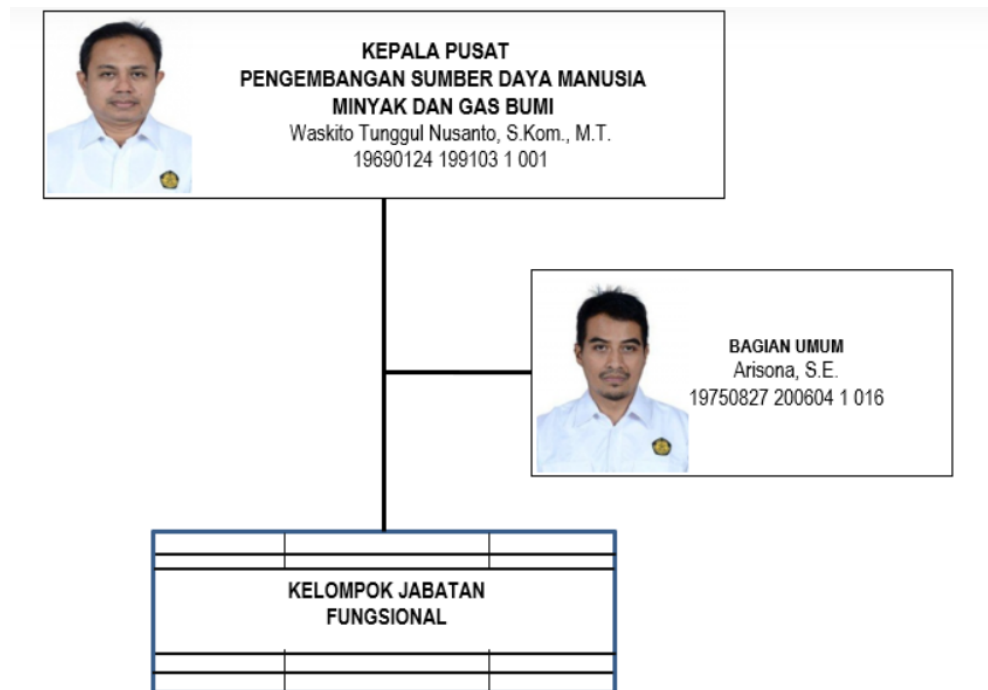 KEPALA PUSAT
PENGEMBANGAN SUMBER DAYA MANUSIA
MINYAK DAN GAS BUMI
Waskito Tunggul Nusanto, S.Kom., M.T.
19690124 199103 1 001
BAGIAN UMUM
Arisona, S.E.
19750827 200604 1 016
KELOMPOK JABATAN
FUNGSIONAL